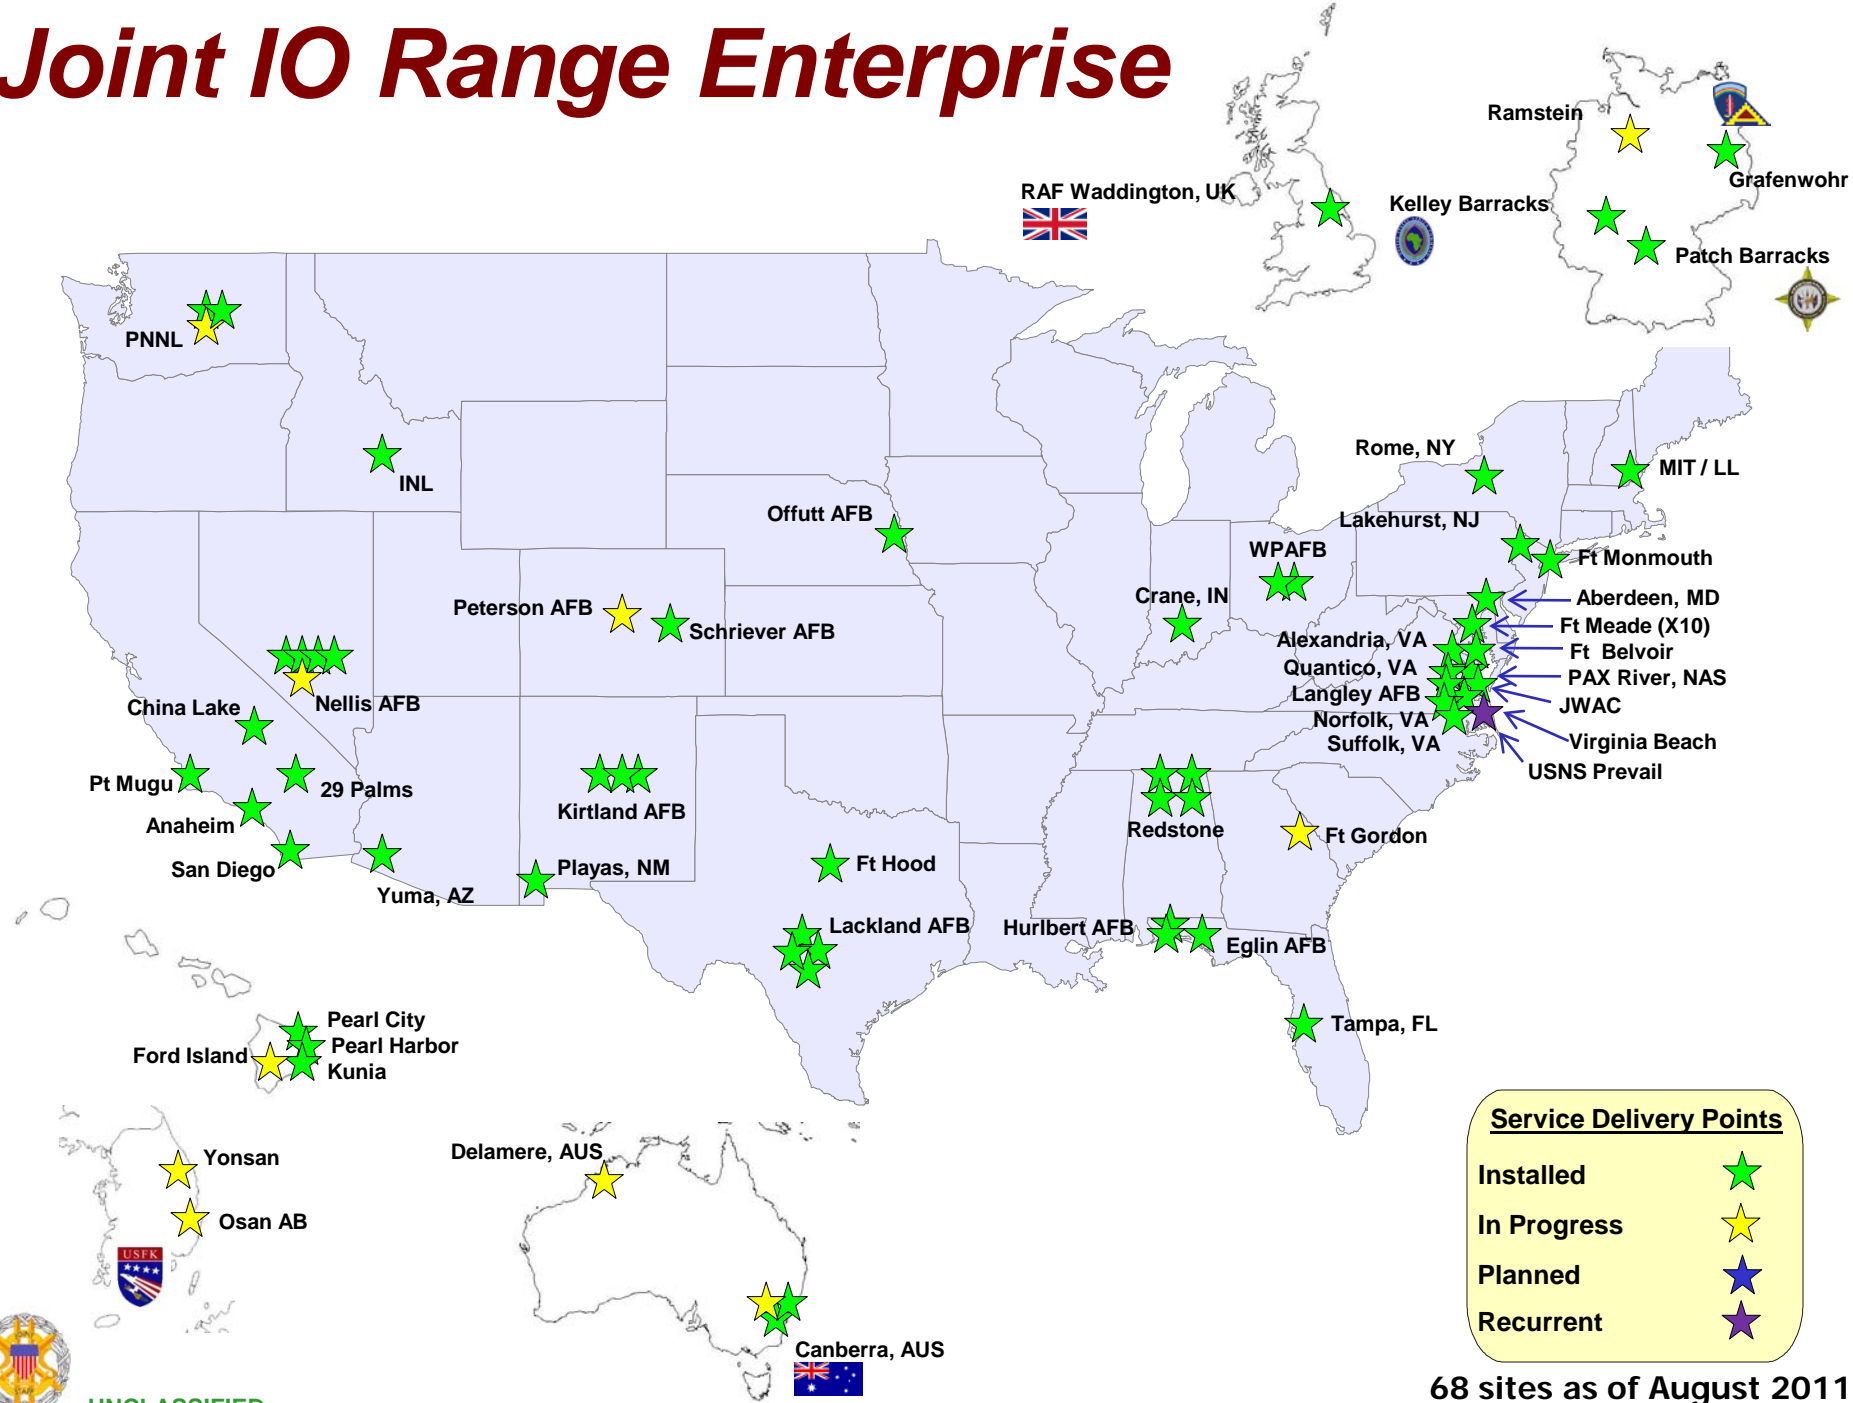 Joint IO Range Enterprise
Ramstein
Grafenwohr
RAF Waddington, UK
Kelley Barracks
Patch Barracks
PNNL
INL
Rome, NY
MIT / LL
Offutt AFB
Lakehurst, NJ
WPAFB
Ft Monmouth
Crane, IN
Aberdeen, MD
Peterson AFB
Schriever AFB
Ft Meade (X10)
Alexandria, VA
Ft Belvoir
Quantico, VA
PAX River, NAS
Langley AFB
JWAC
Nellis AFB
China Lake
Norfolk, VA
Suffolk, VA
Virginia Beach
USNS Prevail
Pt Mugu
29 Palms
Kirtland AFB
Anaheim
Redstone
Ft Gordon
San Diego
Yuma, AZ
Playas, NM
Ft Hood
Lackland AFB
Hurlbert AFB
Eglin AFB
Pearl City
Pearl Harbor
Ford Island
Kunia
Tampa, FL
Yonsan
Osan AB
USFK
Delamere, AUS
Canberra, AUS
Service Delivery Points
Installed
In Progress
Planned
Recurrent
68 sites as of August 2011
JOINT
STAFF
UNCLASSIFIED